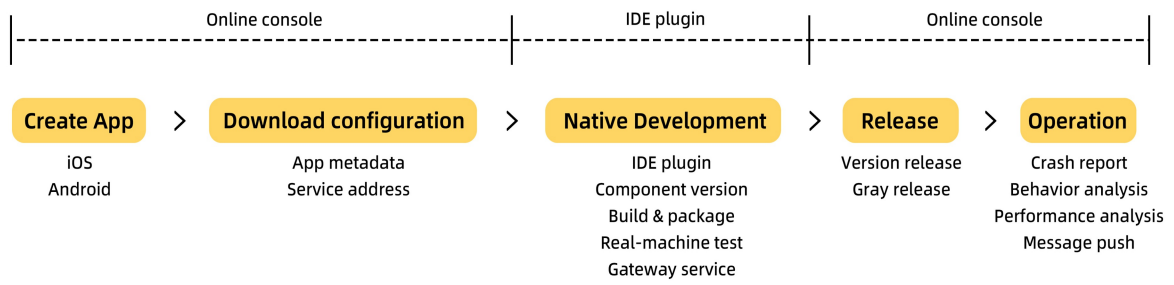 Online console
IDE plugin
Online console
Create App
Download configuration
Native Development
Release
Operation
iOS
Android
App metadata
Service address
IDE plugin
Component version
Build & package
Real-machine test
Gateway service
Version release
Gray release
Crash report
Behavior analysis
Performance analysis
Message push